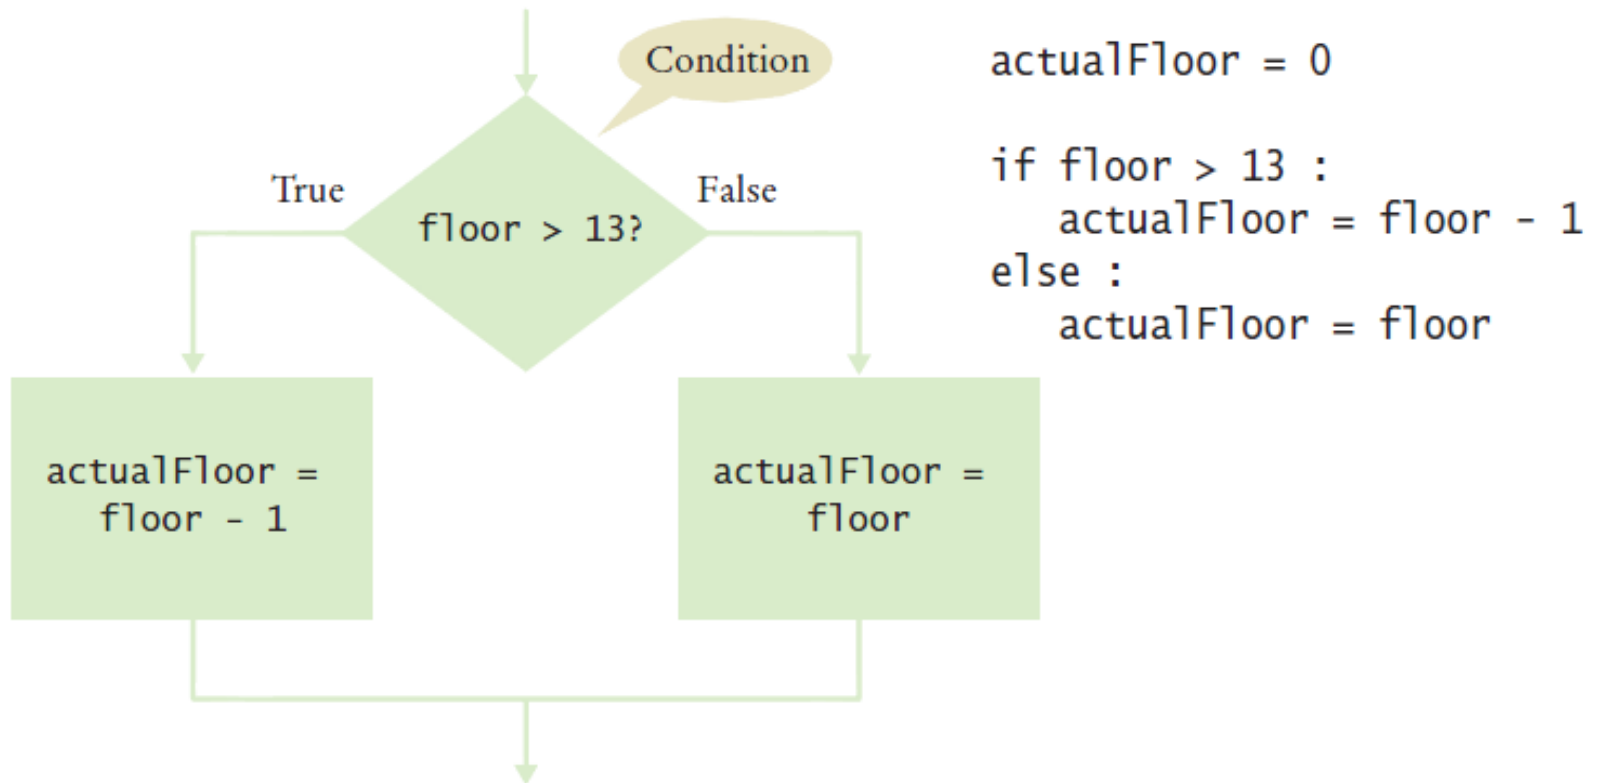 Condition
True
False
floor > 13?
actualFloor =
floor - 1
actualFloor =
floor
actualFloor = 0
if floor > 13 :
   actualFloor = floor - 1
else :
   actualFloor = floor